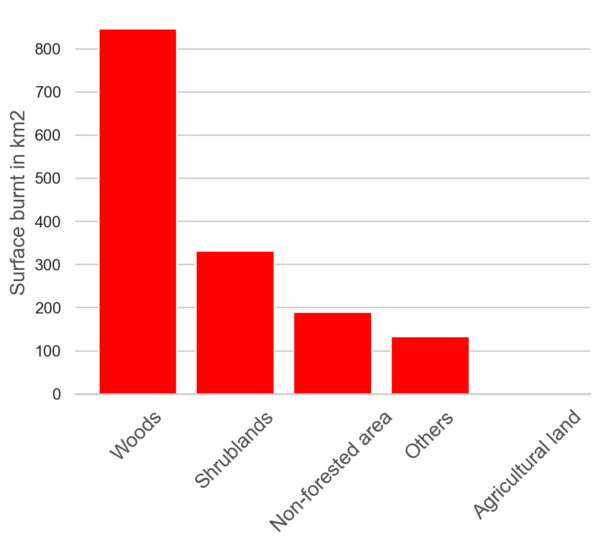 Surface burnt in km2
800
700
600
500
400
300
200
100
0
Woods
Shrublands
Non-forested area
Others
Agricultural land